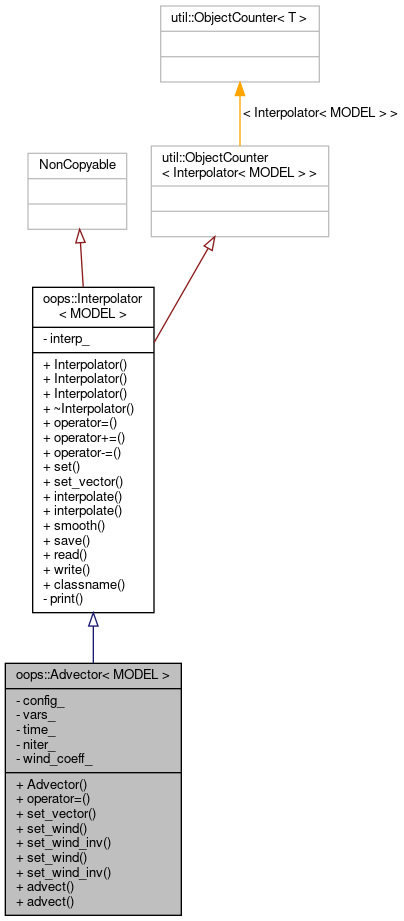 util::ObjectCounter< T >
< Interpolator< MODEL > >
util::ObjectCounter
< Interpolator< MODEL > >
NonCopyable
oops::Interpolator
< MODEL >
- interp_
+ Interpolator()
+ Interpolator()
+ Interpolator()
+ ~Interpolator()
+ operator=()
+ operator+=()
+ operator-=()
+ set()
+ set_vector()
+ interpolate()
+ interpolate()
+ smooth()
+ save()
+ read()
+ write()
+ classname()
- print()
oops::Advector< MODEL >
- config_
- vars_
- time_
- niter_
- wind_coeff_
+ Advector()
+ operator=()
+ set_vector()
+ set_wind()
+ set_wind_inv()
+ set_wind()
+ set_wind_inv()
+ advect()
+ advect()